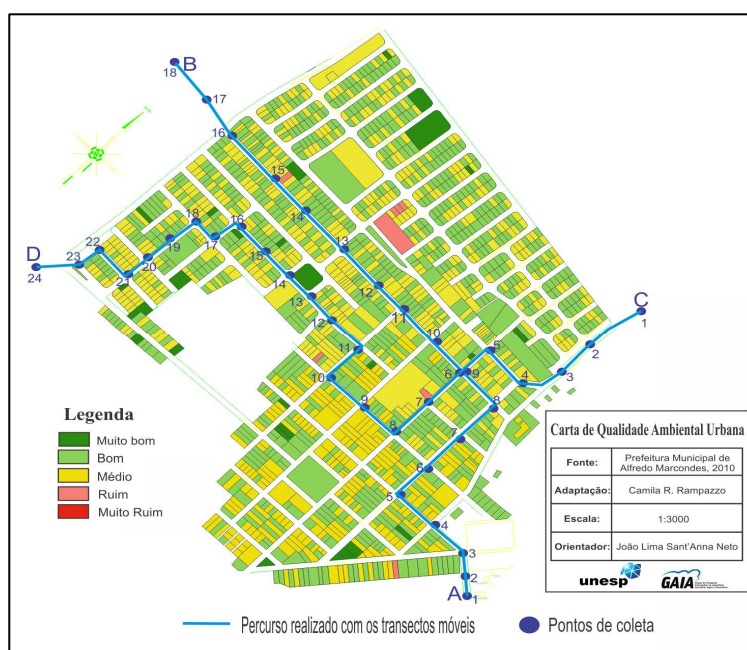 B
18
17
16
15
14
13
12
11
10
9
8
7
6
5
4
3
2
A
1
C
1
2
3
4
5
6
7
8
9
10
11
12
13
14
15
16
17
18
19
20
21
22
23
D
24
Legenda
Muito bom
Bom
Médio
Ruim
Muito Ruim
Carta de Qualidade Ambiental Urbana
Fonte: Prefeitura Municipal de
Alfredo Marcondes, 2010
Adaptação: Camila R. Rampazzo
Escala: 1:3000
Orientador: João Lima Sant'Anna Neto
unesp
GAIA
Percurso realizado com os transectos móveis
Pontos de coleta